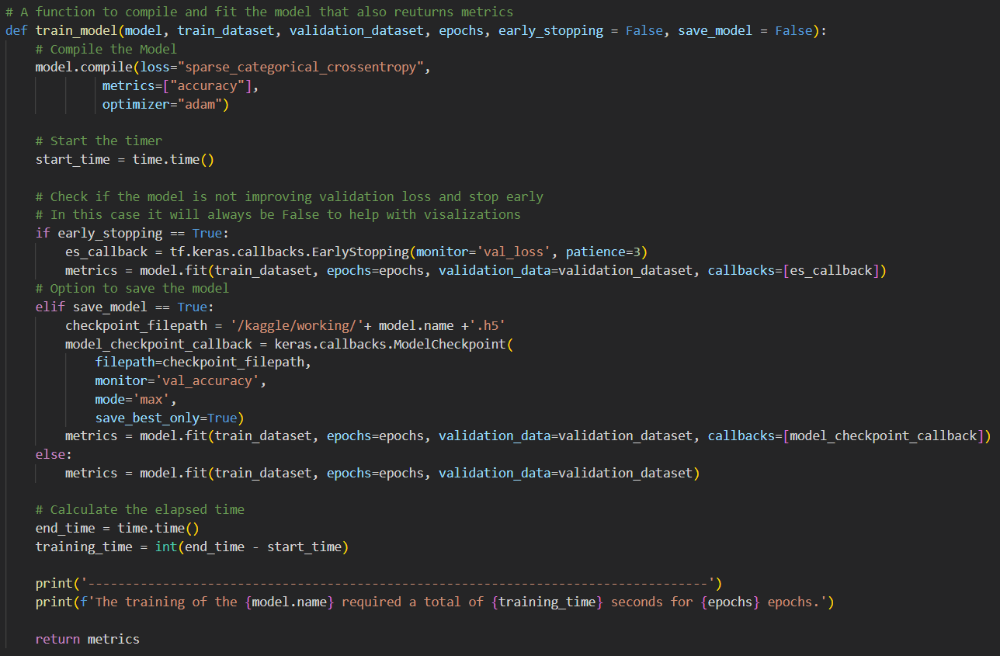 # A function to compile and fit the model that also reuturns metrics
def train_model(model, train_dataset, validation_dataset, epochs, early_stopping = False, save_model = False):
    # Compile the Model
    model.compile(loss="sparse_categorical_crossentropy",
             metrics=["accuracy"],
             optimizer="adam")

    # Start the timer
    start_time = time.time()

    # Check if the model is not improving validation loss and stop early
    # In this case it will always be False to help with visalizations
    if early_stopping == True:
        es_callback = tf.keras.callbacks.EarlyStopping(monitor='val_loss', patience=3)
        metrics = model.fit(train_dataset, epochs=epochs, validation_data=validation_dataset, callbacks=[es_callback])
    # Option to save the model
    elif save_model == True:
        checkpoint_filepath = '/kaggle/working/'+ model.name +'.h5'
        model_checkpoint_callback = keras.callbacks.ModelCheckpoint(
            filepath=checkpoint_filepath,
            monitor='val_accuracy',
            mode='max',
            save_best_only=True)
        metrics = model.fit(train_dataset, epochs=epochs, validation_data=validation_dataset, callbacks=[model_checkpoint_callback])
    else:
        metrics = model.fit(train_dataset, epochs=epochs, validation_data=validation_dataset)

    # Calculate the elapsed time
    end_time = time.time()
    training_time = int(end_time - start_time)

    print('-----------------------------------------------------------------------------------')
    print(f'The training of the {model.name} required a total of {training_time} seconds for {epochs} epochs.')

    return metrics